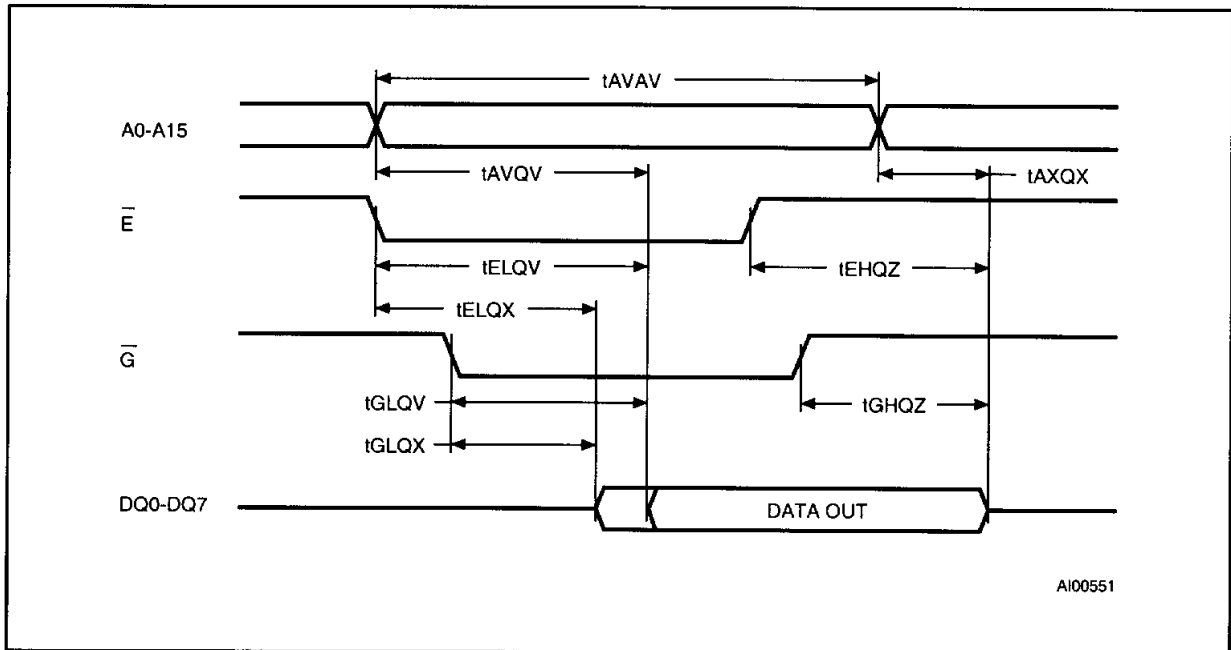 tAVAV
A0-A15
tAVQV
tAXQX
E
tELQV
tEHQZ
tELQX
G
tGLQV
tGHQZ
tGLQX
DQ0-DQ7
DATA OUT
AI00551